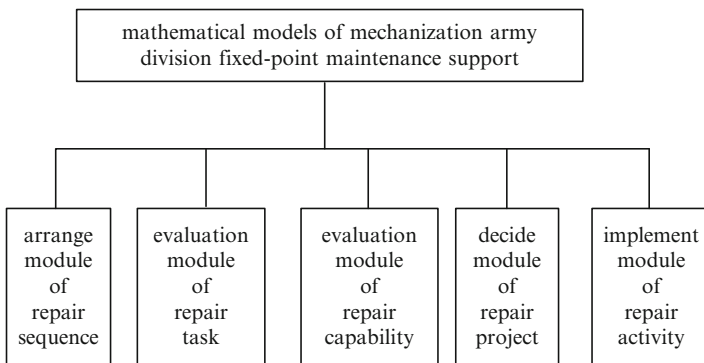 mathematical models of mechanization army
division fixed-point maintenance support
arrange
module
of
repair
sequence
evaluation
module
of
repair
task
evaluation
module
of
repair
capability
decide
module
of
repair
project
implement
module
of
repair
activity